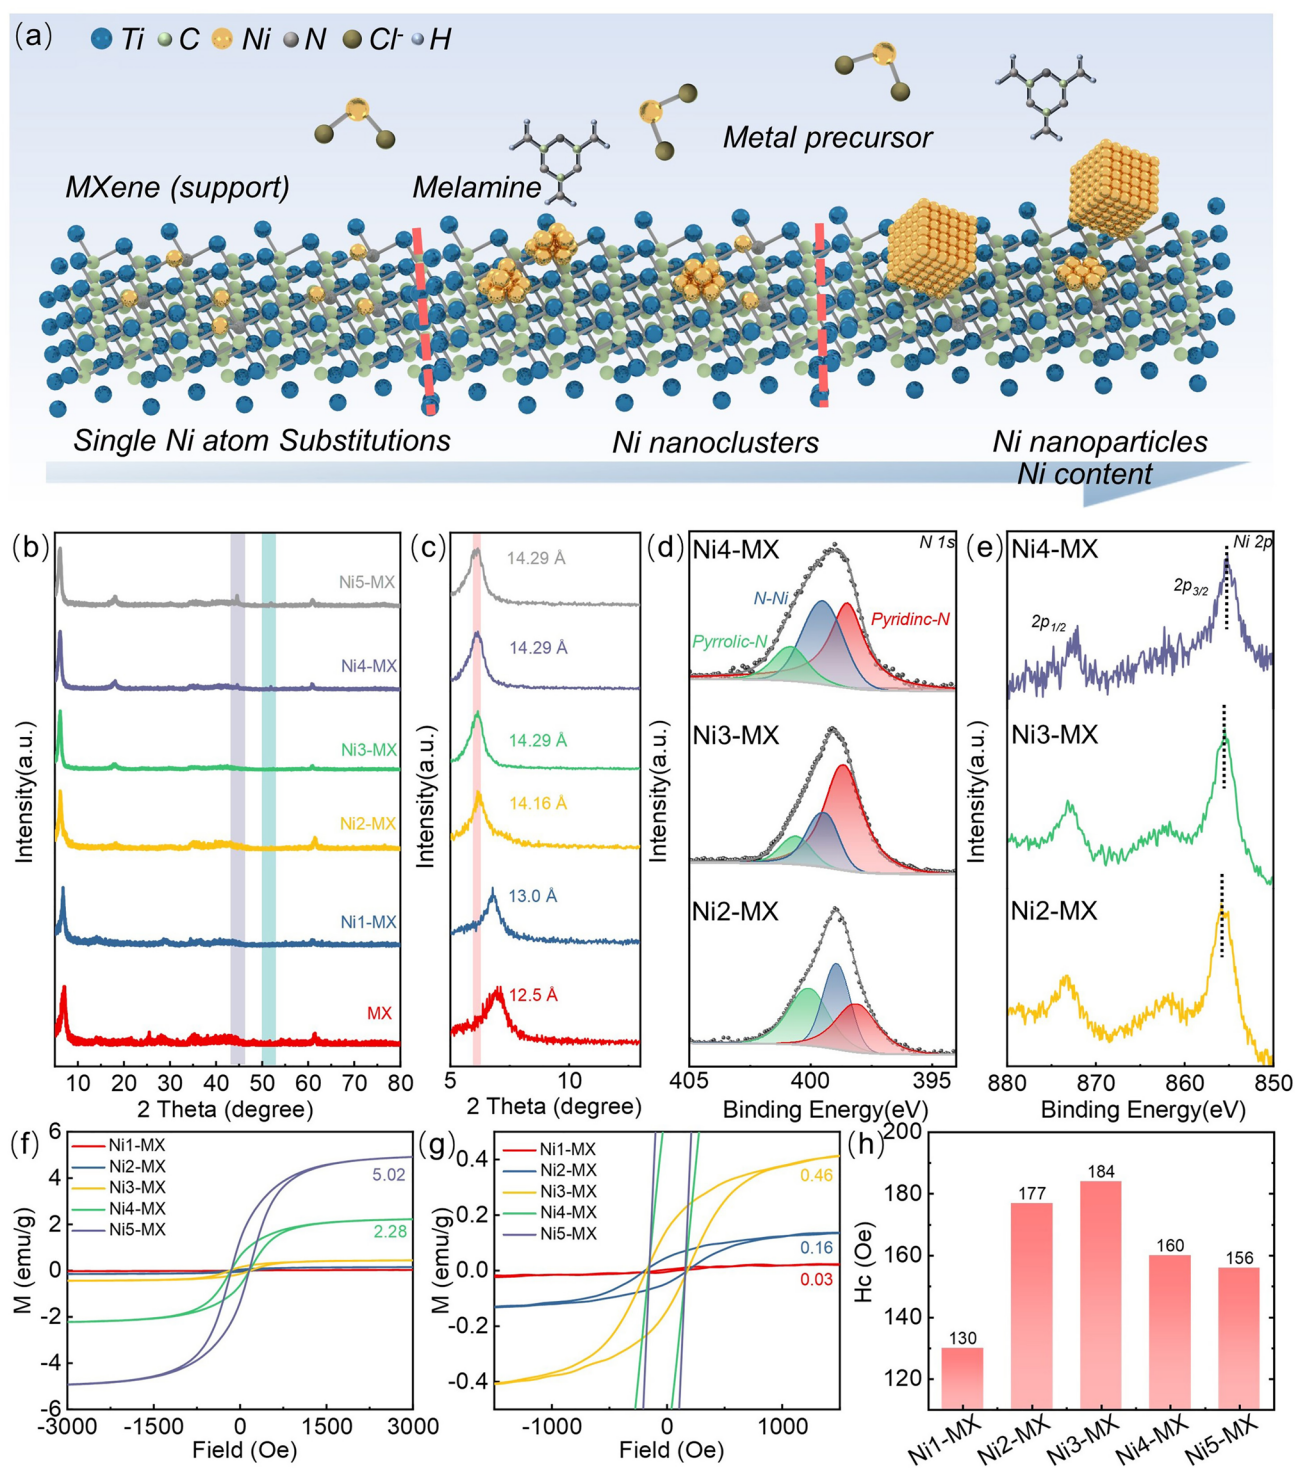 (a)
Ti C Ni N Cl- H
Metal precursor
MXene (support)
Melamine
Single Ni atom Substitutions
Ni nanoclusters
Ni nanoparticles
Ni content
(b)
Ni5-MX
Ni4-MX
Ni3-MX
Ni2-MX
Ni1-MX
MX
Intensity(a.u.)
10 20 30 40 50 60 70 80
2 Theta (degree)
(c)
14.29 Å
14.29 Å
14.29 Å
14.16 Å
13.0 Å
12.5 Å
Intensity(a.u.)
5 10
2 Theta (degree)
(d)
Ni4-MX
N 1s
N-Ni
Pyridinc-N
Pyrrolic-N
Ni3-MX
Ni2-MX
Intensity(a.u.)
405 400 395
Binding Energy(eV)
(e)
Ni4-MX
Ni 2p
2p3/2
2p1/2
Ni3-MX
Ni2-MX
Intensity(a.u.)
880 870 860 850
Binding Energy(eV)
(f)
Ni1-MX
Ni2-MX
Ni3-MX
Ni4-MX
Ni5-MX
5.02
2.28
M (emu/g)
6
4
2
0
-2
-4
-6
-3000 -1500 0 1500 3000
Field (Oe)
(g)
Ni1-MX
Ni2-MX
Ni3-MX
Ni4-MX
Ni5-MX
0.46
0.16
0.03
M (emu/g)
0.4
0.2
0.0
-0.2
-0.4
-1000 0 1000
Field (Oe)
(h)
Hc (Oe)
200
180
160
140
120
130
177
184
160
156
Ni1-MX
Ni2-MX
Ni3-MX
Ni4-MX
Ni5-MX